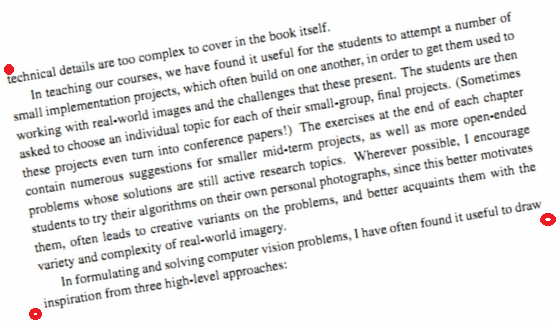 technical details are too complex to cover in the book itself.
In teaching our courses, we have found it useful for the students to attempt a number of
small implementation projects, which often build on one another, in order to get them used to
working with real-world images and the challenges that these present. The students are then
asked to choose an individual topic for each of their small-group, final projects. (Sometimes
these projects even turn into conference papers!) The exercises at the end of each chapter
contain numerous suggestions for smaller mid-term projects, as well as more open-ended
problems whose solutions are still active research topics. Wherever possible, I encourage
students to try their algorithms on their own personal photographs, since this better motivates
them, often leads to creative variants on the problems, and better acquaints them with the
variety and complexity of real-world imagery.
In formulating and solving computer vision problems, I have often found it useful to draw
inspiration from three high-level approaches: